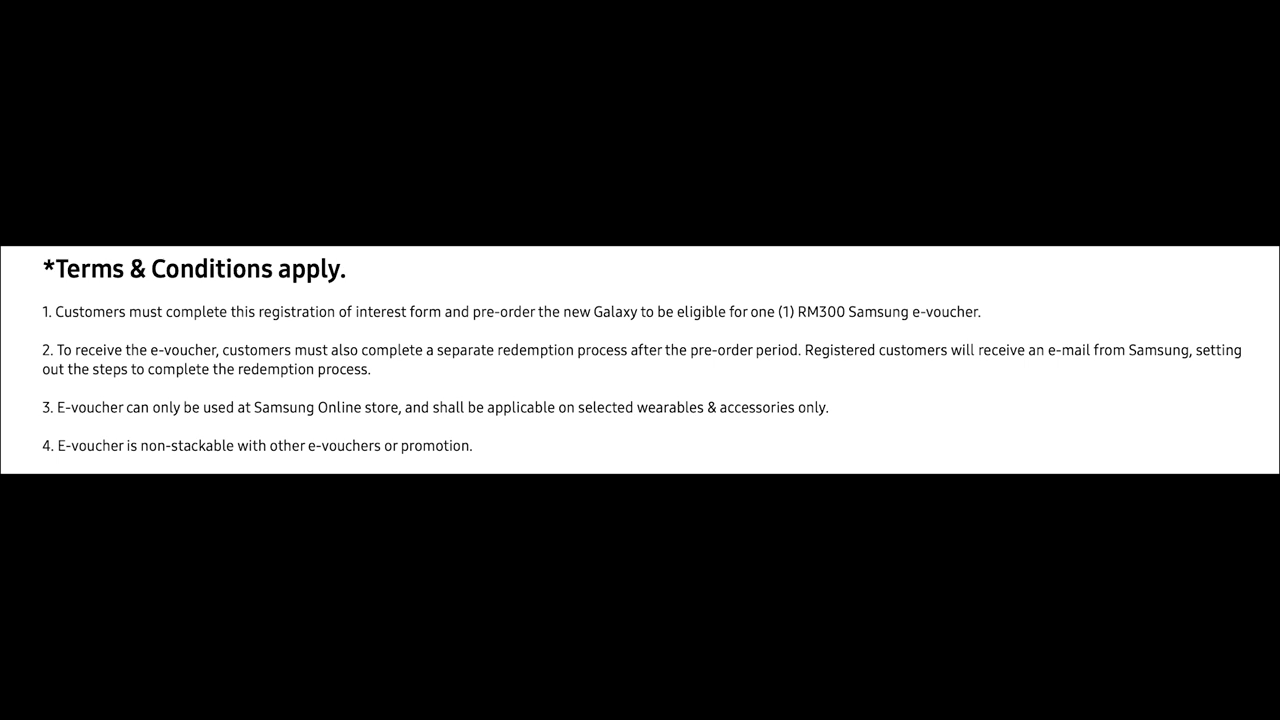 *Terms & Conditions apply.
1. Customers must complete this registration of interest form and pre-order the new Galaxy to be eligible for one (1) RM300 Samsung e-voucher.
2. To receive the e-voucher, customers must also complete a separate redemption process after the pre-order period. Registered customers will receive an e-mail from Samsung, setting
out the steps to complete the redemption process.
3. E-voucher can only be used at Samsung Online store, and shall be applicable on selected wearables & accessories only.
4. E-voucher is non-stackable with other e-vouchers or promotion.